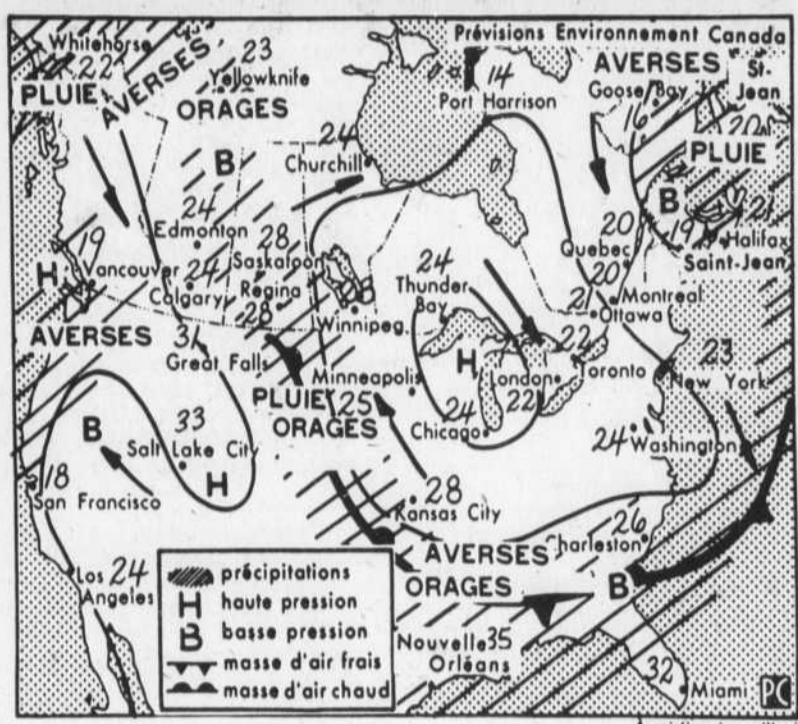 Prévisions Environnement Canada
Whitehorse
22
AVERSES
23
Yellowknife
PLUIE
ORAGES
14
Port Harrison
AVERSES
Goose Bay
16
St-
Jean
20
PLUIE
B
24
Churchill
B
24
Edmonton
19
Vancouver
H
24
Calgary
28
Saskatoon
Regina
28
Winnipeg
24
Thunder
Bay
20
Quebec
20
Montreal
21
Ottawa
19
21
Halifax
Saint-Jean
AVERSES
31
Great Falls
PLUIE
ORAGES
Minneapolis
25
H
London
22
22
Toronto
23
New York
24
Chicago
24
Washington
B
33
Salt Lake City
H
18
San Francisco
28
Kansas City
26
Charleston
AVERSES
ORAGES
B
Los
Angeles
24
Nouvelle
Orléans
35
32
Miami
précipitations
H haute pression
B basse pression
masse d'air frais
masse d'air chaud
PC